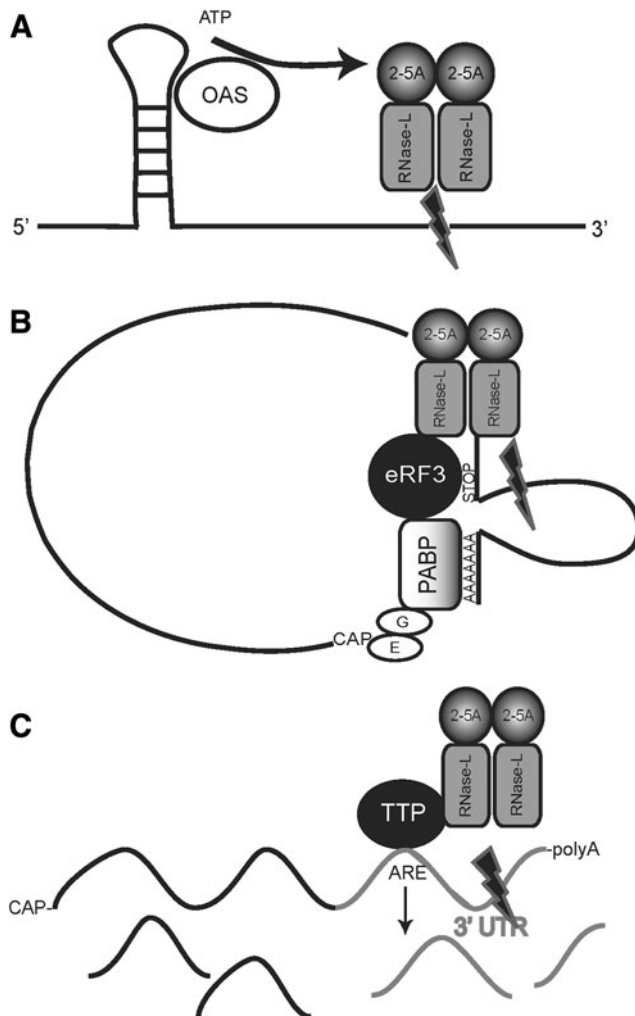 A
ATP
OAS
2-5A 2-5A
RNase-L RNase-L
5’ 3’
B
2-5A 2-5A
RNase-L RNase-L
eRF3 STOP
PABP AAAAAAA
G
CAP E
C
2-5A 2-5A
RNase-L RNase-L
TTP
-polyA
ARE
CAP-
3’ UTR